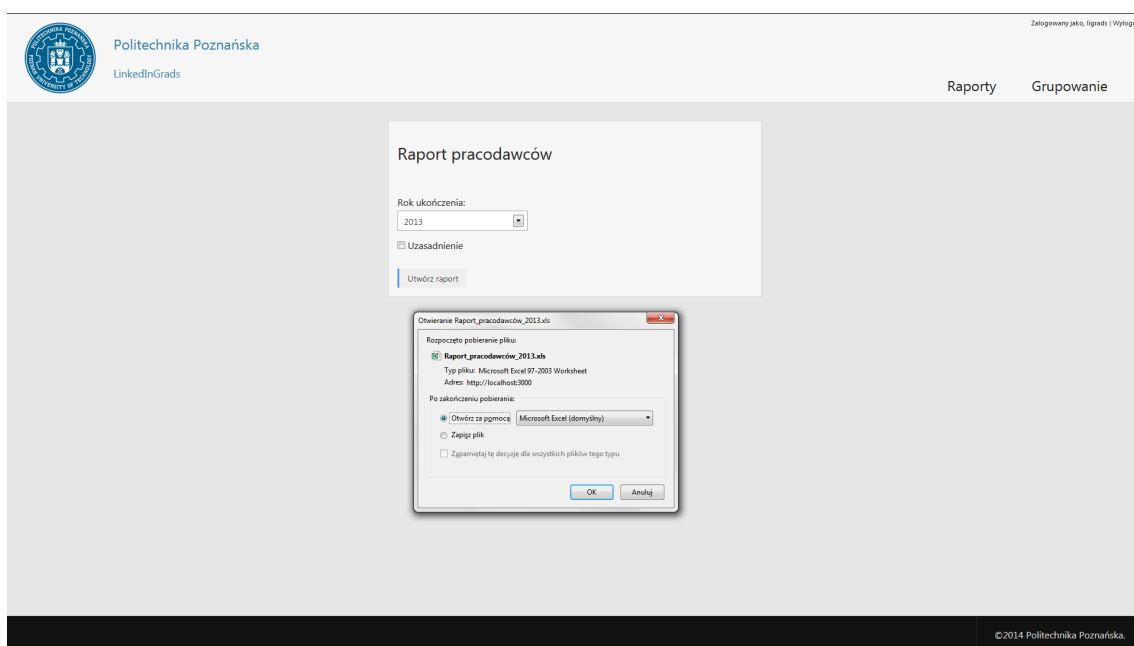 Zalogowany jako, ligrads | Wylog
Politechnika Poznańska
LinkedInGrads
Raporty Grupowanie
Raport pracodawców
Rok ukończenia:
2013
Uzasadnienie
Utwórz raport
Otwieranie Raport_pracodawców_2013.xls
Rozpoczęto pobieranie pliku:
Raport_pracodawców_2013.xls
Typ pliku: Microsoft Excel 97-2003 Worksheet
Adres: http://localhost:3000
Po zakończeniu pobierania:
Otwórz za pomocą Microsoft Excel (domyślny)
Zapisz plik
Zapamiętaj tę decyzję dla wszystkich plików tego typu
OK Anuluj
©2014 Politechnika Poznańska.